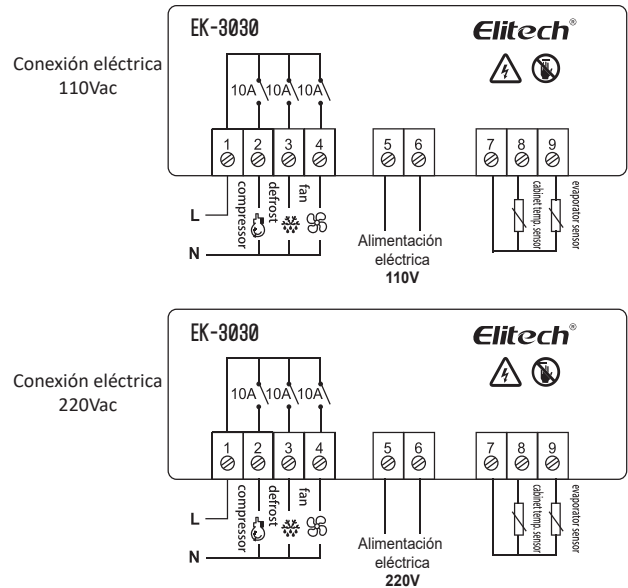 EK-3030
Elitech®
Conexión eléctrica
110Vac
10A 10A 10A
1 2 3 4 5 6 7 8 9
compressor
defrost
fan
cabinet temp. sensor
evaporator sensor
L
N
Alimentación
eléctrica
110V
EK-3030
Elitech®
Conexión eléctrica
220Vac
10A 10A 10A
1 2 3 4 5 6 7 8 9
compressor
defrost
fan
cabinet temp. sensor
evaporator sensor
L
N
Alimentación
eléctrica
220V